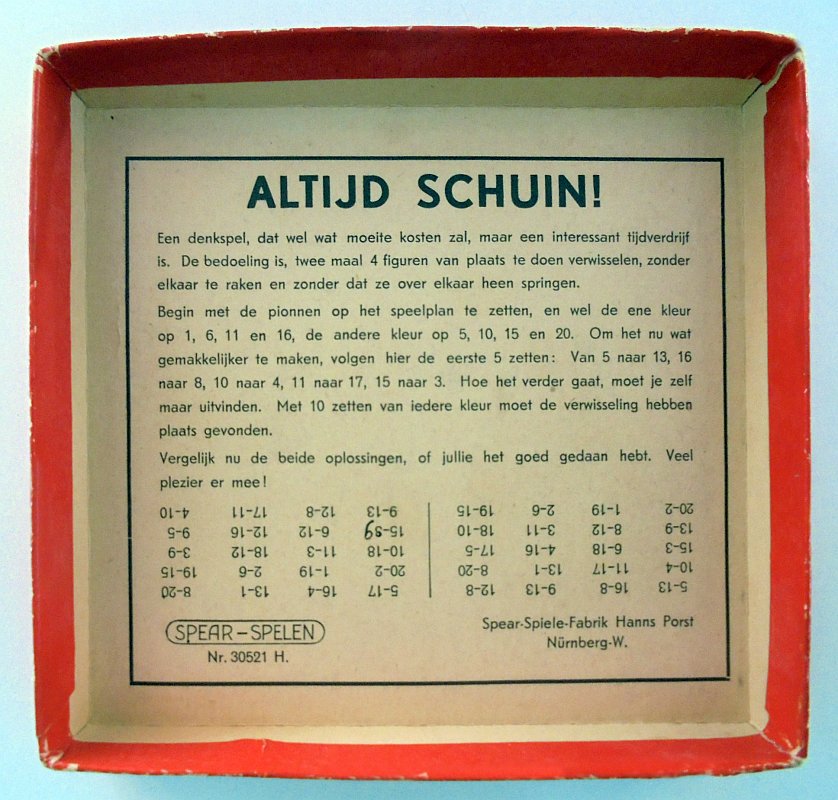 ALTIJD SCHUIN!
Een denkspel, dat wel wat moeite kosten zal, maar een interessant tijdverdrijf
is. De bedoeling is, twee maal 4 figuren van plaats te doen verwisselen, zonder
elkaar te raken en zonder dat ze over elkaar heen springen.
Begin met de pionnen op het speelplan te zetten, en wel de ene kleur
op 1, 6, 11 en 16, de andere kleur op 5, 10, 15 en 20. Om het nu wat
gemakkelijker te maken, volgen hier de eerste 5 zetten: Van 5 naar 13, 16
naar 8, 10 naar 4, 11 naar 17, 15 naar 3. Hoe het verder gaat, moet je zelf
maar uitvinden. Met 10 zetten van iedere kleur moet de verwisseling hebben
plaats gevonden.
Vergelijk nu de beide oplossingen, of jullie het goed gedaan hebt. Veel
plezier er mee!
5-13 16-8 9-13 12-8 5-17 16-4 13-1 8-20
10-4 11-17 13-1 8-20 20-2 1-19 2-6 19-15
15-3 6-18 4-16 17-5 10-18 11-3 18-12 3-9
13-9 8-12 3-11 18-10 15-9 6-12 12-16 9-5
20-2 1-19 2-6 19-15 9-13 12-8 17-11 4-10
SPEAR-SPELEN
Nr. 30521 H.
Spear-Spiele-Fabrik Hanns Porst
Nürnberg-W.